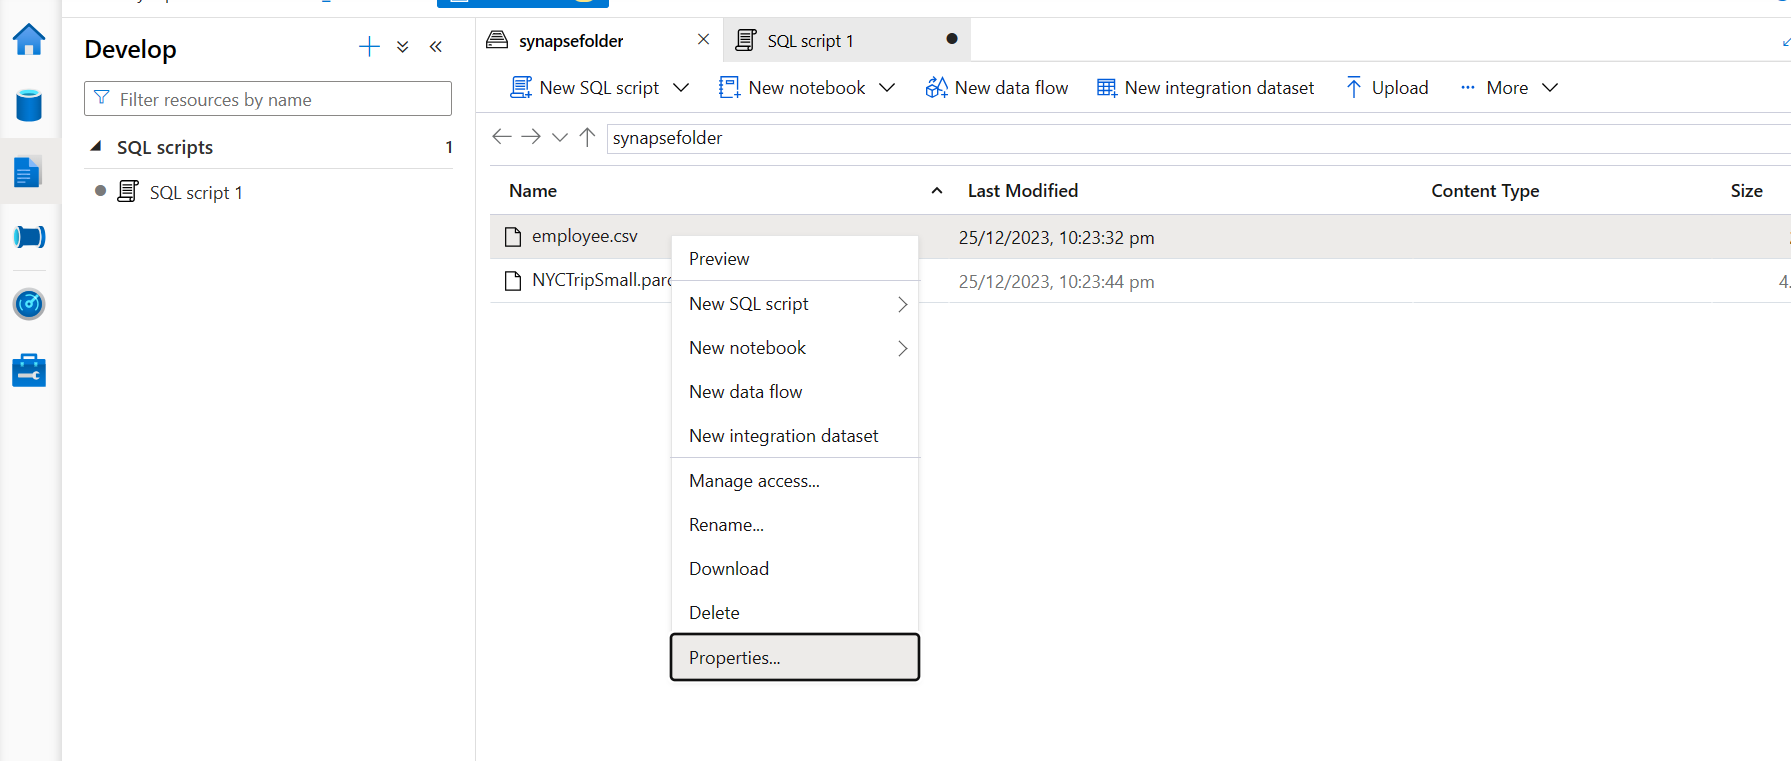 Develop
Filter resources by name
SQL scripts 1
SQL script 1
synapsefolder
SQL script 1
New SQL script
New notebook
New data flow
New integration dataset
Upload
More
synapsefolder
Name
Last Modified
Content Type
Size
employee.csv
25/12/2023, 10:23:32 pm
NYCTripSmall.parq
25/12/2023, 10:23:44 pm
4.
Preview
New SQL script
New notebook
New data flow
New integration dataset
Manage access...
Rename...
Download
Delete
Properties...